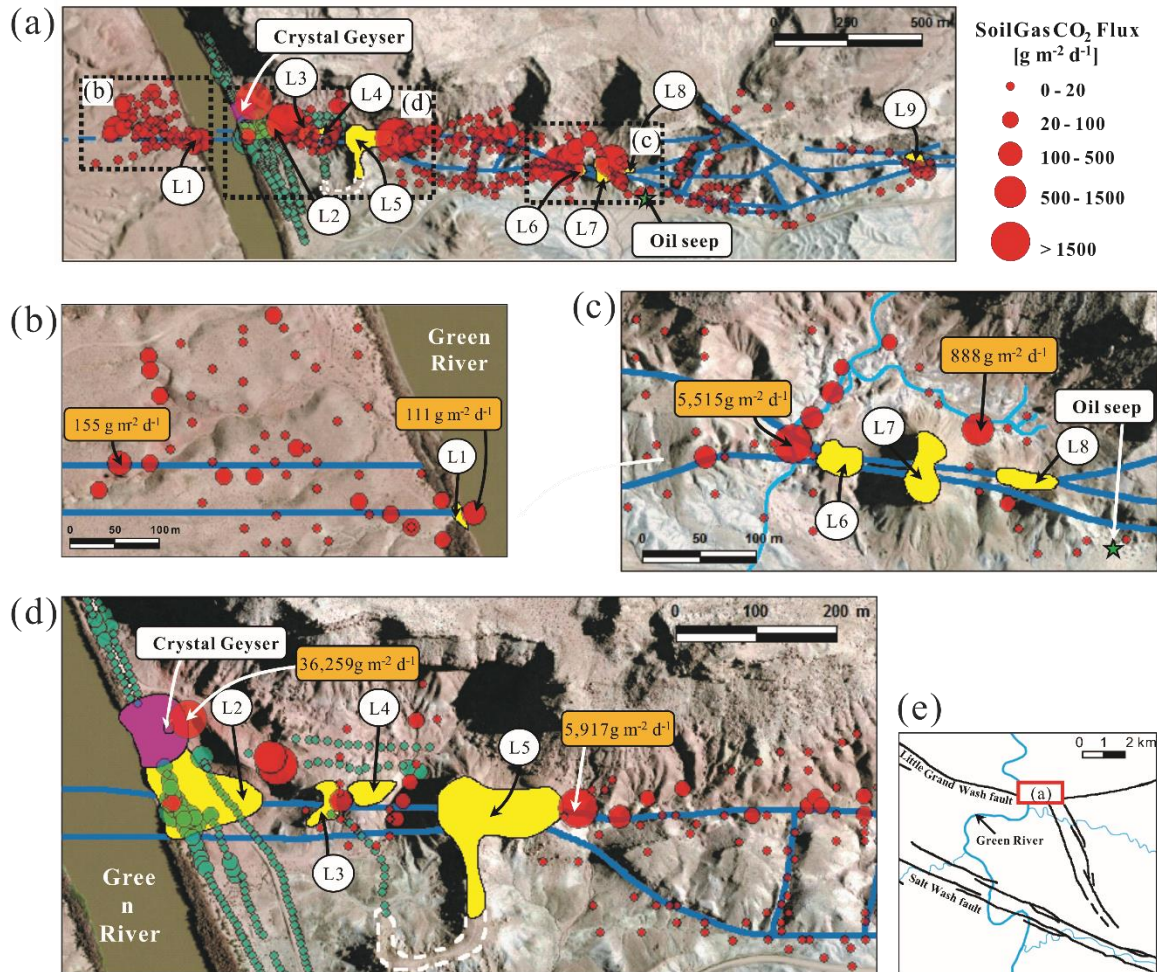 (a)
0 250 500 m
Crystal Geyser
L3
L4
(b)
(d)
L8
(c)
L9
L1
L2
L5
L6
L7
Oil seep
Soil Gas CO2 Flux
[g m-2 d-1]
0 - 20
20 - 100
100 - 500
500 - 1500
> 1500
(b)
Green
River
155 g m-2 d-1
111 g m-2 d-1
L1
0 50 100 m
(c)
5,515 g m-2 d-1
888 g m-2 d-1
Oil seep
L7
L8
L6
0 50 100 m
(d)
0 100 200 m
Crystal Geyser
36,259 g m-2 d-1
L2
L4
L5
5,917 g m-2 d-1
L3
Gree
n
River
(e)
0 1 2 km
Little Grand Wash fault
(a)
Green River
Salt Wash fault